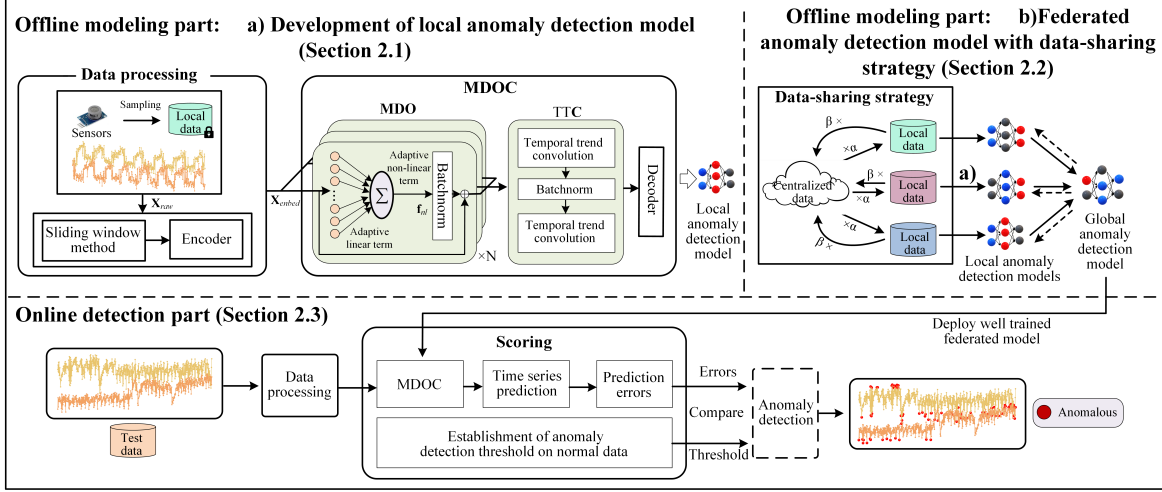 Offline modeling part: a) Development of local anomaly detection model
(Section 2.1)
Data processing
Sampling
Sensors
Local
data
X_raw
Sliding window
method
Encoder
X_enbed
MDOC
MDO
Adaptive
non-linear
term
Σ
f_nl
Batchnorm
Adaptive
linear term
×N
TTC
Temporal trend
convolution
Batchnorm
Temporal trend
convolution
Decoder
Local
anomaly
detection
model
Offline modeling part: b)Federated
anomaly detection model with data-sharing
strategy (Section 2.2)
Data-sharing strategy
β ×
×α
Local
data
Centralized
data
β ×
×α
Local
data
a)
×α
β ×
Local
data
Local anomaly
detection models
Global
anomaly
detection
model
Online detection part (Section 2.3)
Deploy well trained
federated model
Test
data
Data
processing
Scoring
MDOC
Time series
prediction
Prediction
errors
Establishment of anomaly
detection threshold on normal data
Errors
Compare
Threshold
Anomaly
detection
Anomalous